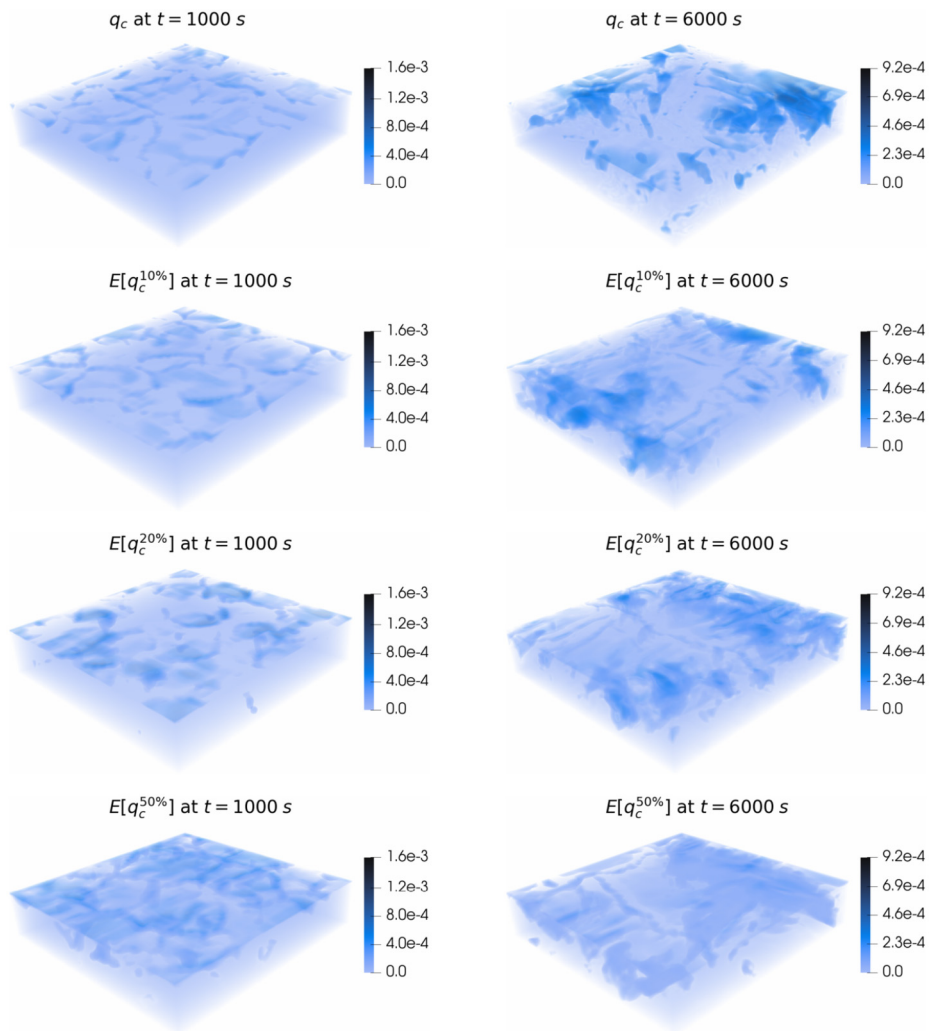 q_c at t = 1000 s
1.6e-3
1.2e-3
8.0e-4
4.0e-4
0.0
q_c at t = 6000 s
9.2e-4
6.9e-4
4.6e-4
2.3e-4
0.0
E[q_c^{10%}] at t = 1000 s
1.6e-3
1.2e-3
8.0e-4
4.0e-4
0.0
E[q_c^{10%}] at t = 6000 s
9.2e-4
6.9e-4
4.6e-4
2.3e-4
0.0
E[q_c^{20%}] at t = 1000 s
1.6e-3
1.2e-3
8.0e-4
4.0e-4
0.0
E[q_c^{20%}] at t = 6000 s
9.2e-4
6.9e-4
4.6e-4
2.3e-4
0.0
E[q_c^{50%}] at t = 1000 s
1.6e-3
1.2e-3
8.0e-4
4.0e-4
0.0
E[q_c^{50%}] at t = 6000 s
9.2e-4
6.9e-4
4.6e-4
2.3e-4
0.0